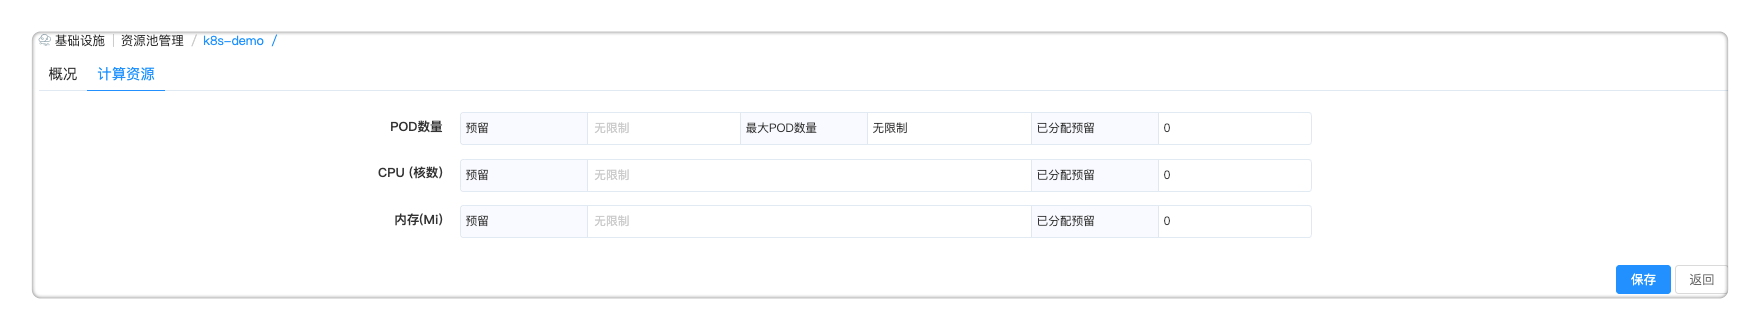 基础设施 | 资源池管理 / k8s-demo /
概况 计算资源
POD数量 预留 无限制 最大POD数量 无限制 已分配预留 0
CPU (核数) 预留 无限制 已分配预留 0
内存(Mi) 预留 无限制 已分配预留 0
保存 返回